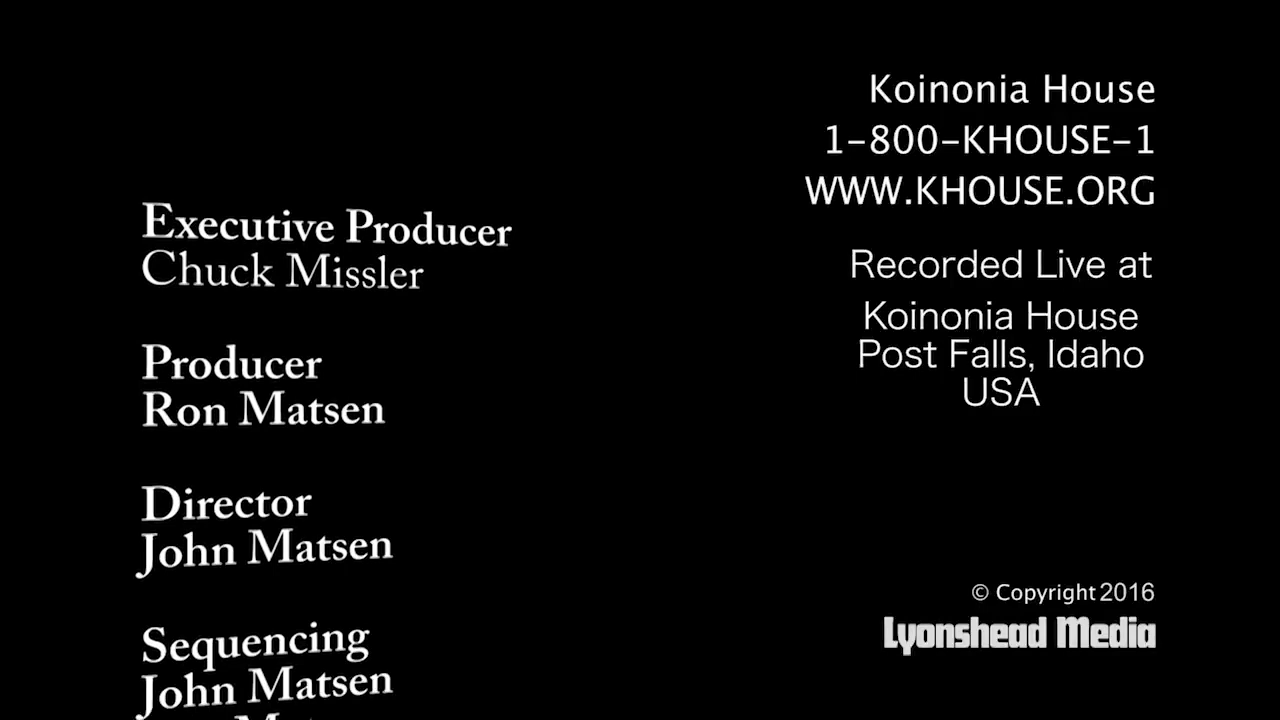 Executive Producer
Chuck Missler
Producer
Ron Matsen
Director
John Matsen
Sequencing
John Matsen
Koinonia House
1-800-KHOUSE-1
WWW.KHOUSE.ORG
Recorded Live at
Koinonia House
Post Falls, Idaho
USA
© Copyright 2016
Lyonshead Media